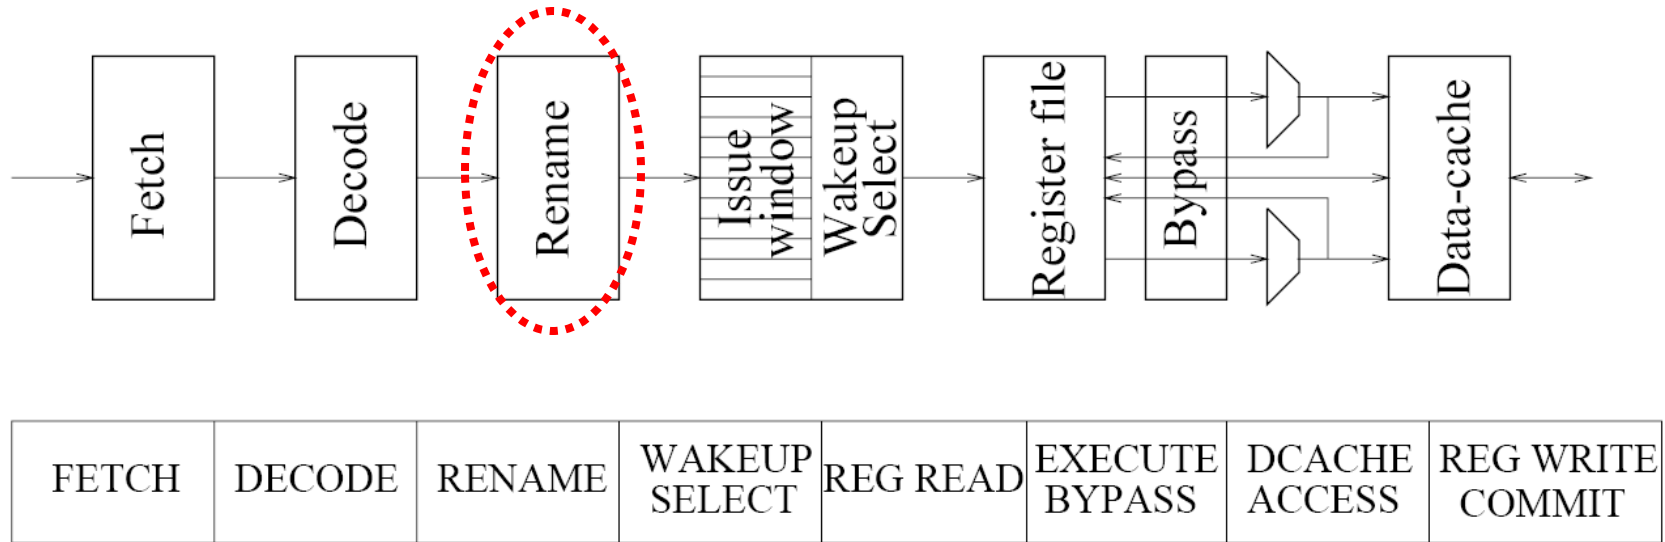 Fetch
Decode
Rename
Issue
window
Wakeup
Select
Register file
Bypass
Data-cache
FETCH
DECODE
RENAME
WAKEUP
SELECT
REG READ
EXECUTE
BYPASS
DCACHE
ACCESS
REG WRITE
COMMIT